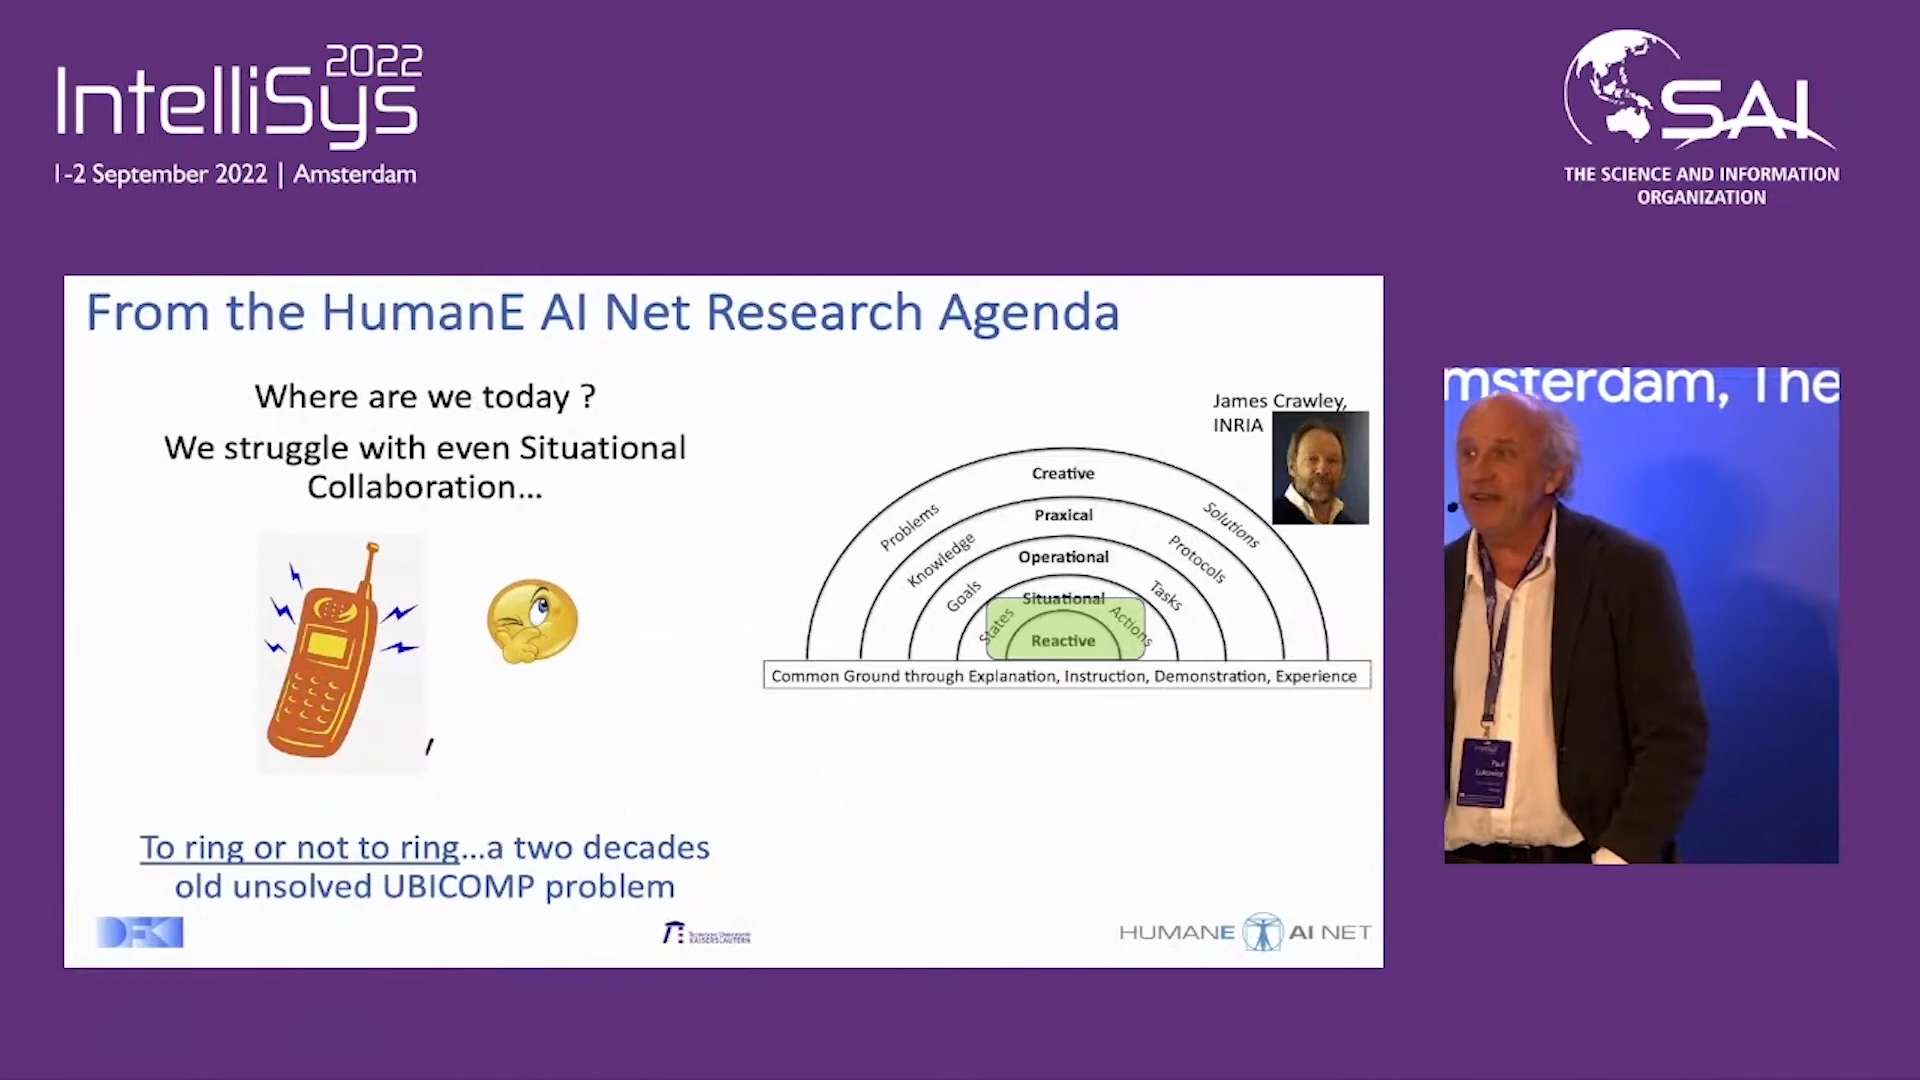 IntelliSys 2022
1-2 September 2022 | Amsterdam
SAI
THE SCIENCE AND INFORMATION
ORGANIZATION
From the HumanE AI Net Research Agenda
Where are we today ?
We struggle with even Situational
Collaboration...
James Crawley,
INRIA
Creative
Problems
Solutions
Praxical
Knowledge
Protocols
Operational
Goals
Tasks
Situational
States
Actions
Reactive
Common Ground through Explanation, Instruction, Demonstration, Experience
To ring or not to ring...a two decades
old unsolved UBICOMP problem
DFKI
KAISERSLAUTERN
HUMANE AI NET
msterdam, The
Paul
Lukowicz